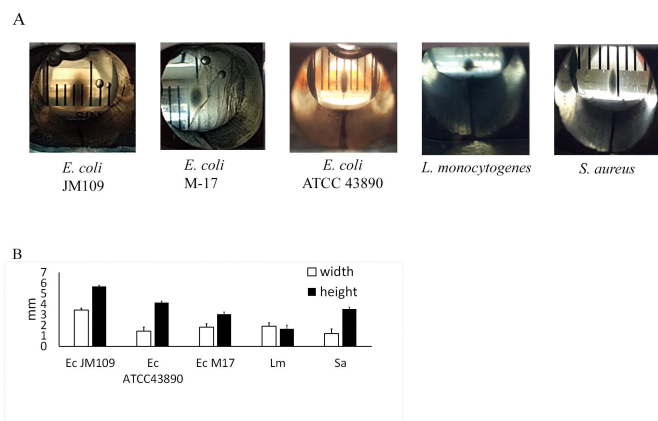 A
E. coli
JM109
E. coli
M-17
E. coli
ATCC 43890
L. monocytogenes
S. aureus
B
7
6
5
4
3
2
1
0
mm
width
height
Ec JM109
Ec
ATCC43890
Ec M17
Lm
Sa